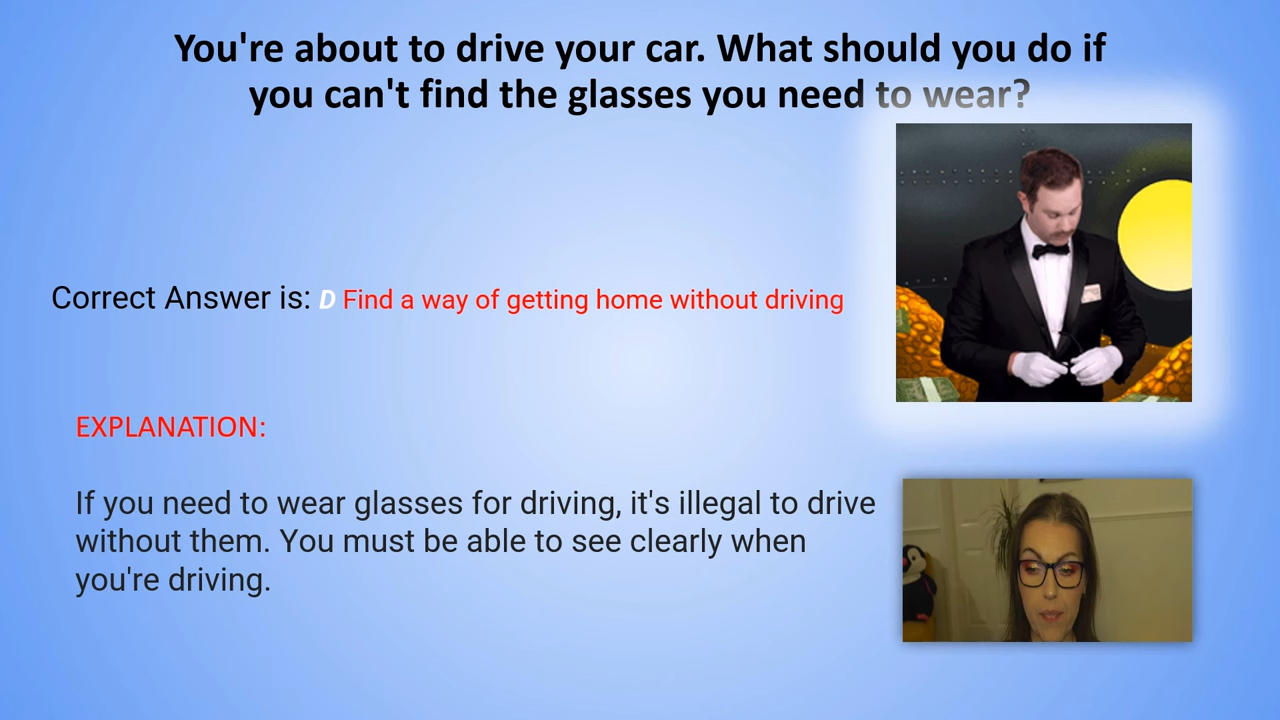 You're about to drive your car. What should you do if
you can't find the glasses you need to wear?
Correct Answer is: D Find a way of getting home without driving
EXPLANATION:
If you need to wear glasses for driving, it's illegal to drive
without them. You must be able to see clearly when
you're driving.